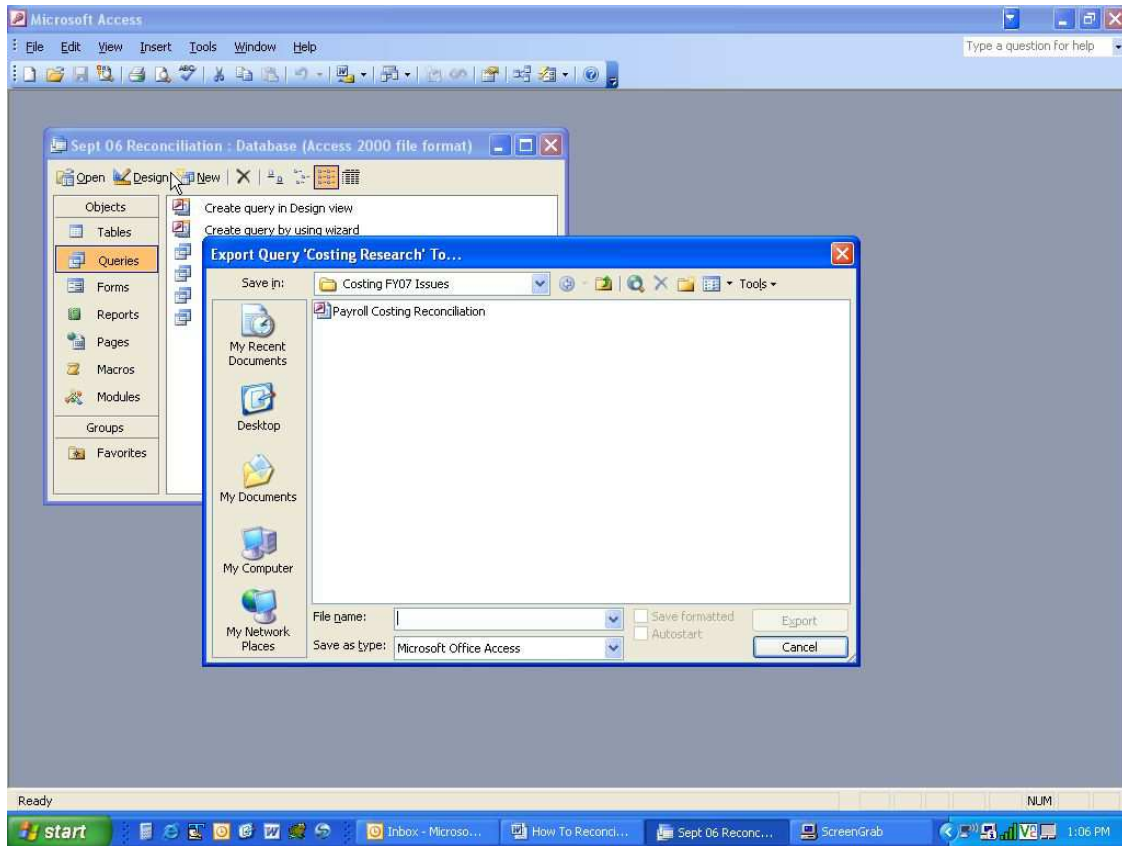 Microsoft Access
File Edit View Insert Tools Window Help
Type a question for help
Sept 06 Reconciliation : Database (Access 2000 file format)
Open Design New
Objects
Tables
Queries
Forms
Reports
Pages
Macros
Modules
Groups
Favorites
Create query in Design view
Create query by using wizard
Export Query 'Costing Research' To...
Save in: Costing FY07 Issues
Tools
Payroll Costing Reconciliation
My Recent
Documents
Desktop
My Documents
My Computer
My Network
Places
File name:
Save as type: Microsoft Office Access
Save formatted
Autostart
Export
Cancel
Ready
NUM
start
Inbox - Microso...
How To Reconci...
Sept 06 Reconc...
ScreenGrab
1:06 PM